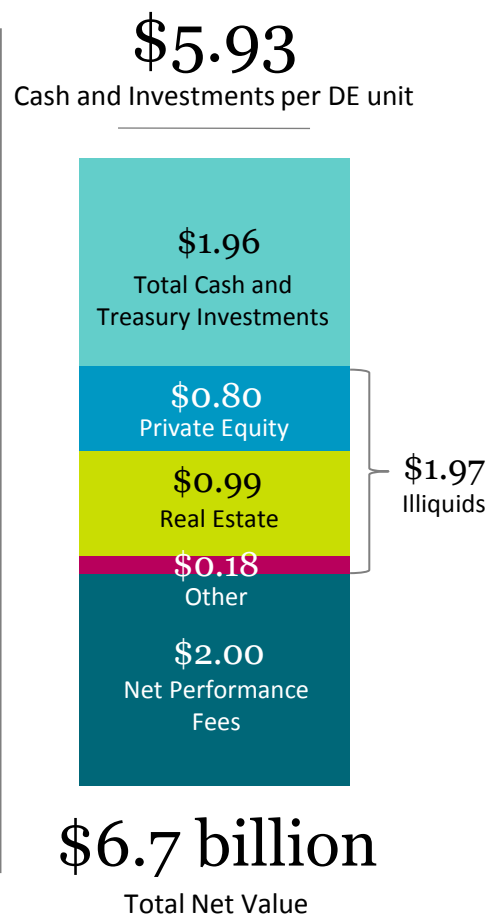 $5.93
Cash and Investments per DE unit
$1.96
Total Cash and
Treasury Investments
$0.80
Private Equity
$0.99
Real Estate
$1.97
Illiquids
$0.18
Other
$2.00
Net Performance
Fees
$6.7 billion
Total Net Value